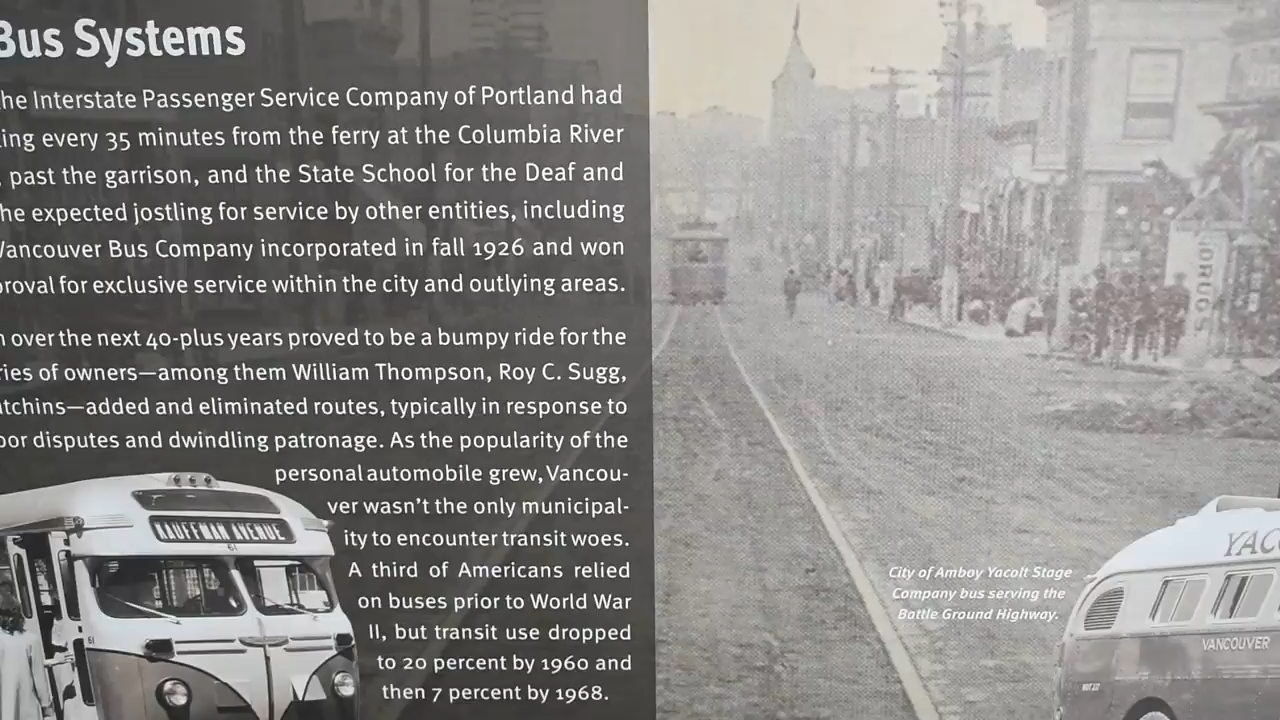 Bus Systems
he Interstate Passenger Service Company of Portland had
ing every 35 minutes from the ferry at the Columbia River
, past the garrison, and the State School for the Deaf and
he expected jostling for service by other entities, including
Vancouver Bus Company incorporated in fall 1926 and won
proval for exclusive service within the city and outlying areas.
n over the next 40-plus years proved to be a bumpy ride for the
ries of owners—among them William Thompson, Roy C. Sugg,
utchins—added and eliminated routes, typically in response to
bor disputes and dwindling patronage. As the popularity of the
personal automobile grew, Vancou-
ver wasn't the only municipal-
ity to encounter transit woes.
A third of Americans relied
on buses prior to World War
II, but transit use dropped
to 20 percent by 1960 and
then 7 percent by 1968.
KAUFFMAN AVENUE
61
51
DRUGS
City of Amboy Yacolt Stage
Company bus serving the
Battle Ground Highway.
YAC
VANCOUVER